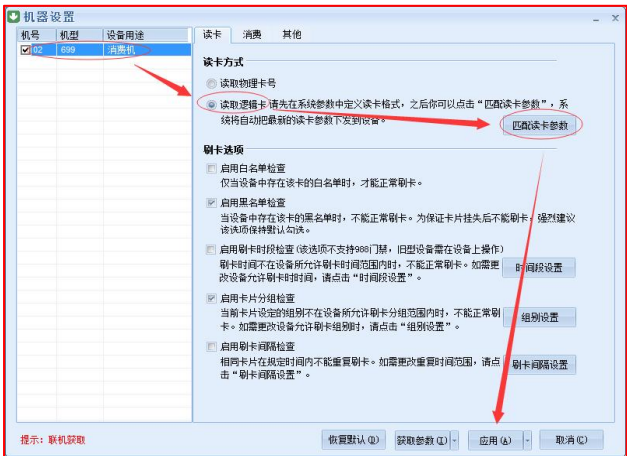 机器设置
机号 机型 设备用途
02 699 消费机
读卡 消费 其他
读卡方式
读取物理卡号
读取逻辑卡 请先在系统参数中定义读卡格式，之后你可以点击“匹配读卡参数”，系
统将自动把最新的读卡参数下发到设备。
匹配读卡参数
刷卡选项
启用白名单检查
仅当设备中存在该卡的白名单时，才能正常刷卡。
启用黑名单检查
当设备中存在该卡的黑名单时，不能正常刷卡。为保证卡片挂失后不能刷卡，强烈建议
该选项保持默认勾选。
启用刷卡时段检查(该选项不支持988门禁，旧型设备需在设备上操作)
刷卡时间不在设备所允许刷卡时间范围内时，不能正常刷卡。如需更
改设备允许刷卡时时间，请点击“时间段设置”。
时间段设置
启用卡片分组检查
当前卡片设定的组别不在设备所允许刷卡分组范围内时，不能正常刷
卡。如需更改设备允许刷卡组别时，请点击“组别设置”。
组别设置
启用刷卡间隔检查
相同卡片在规定时间内不能重复刷卡。如需更改重复时间范围，请点
击“刷卡间隔设置”。
刷卡间隔设置
提示：联机获取
恢复默认(D) 获取参数(I) 应用(A) 取消(C)